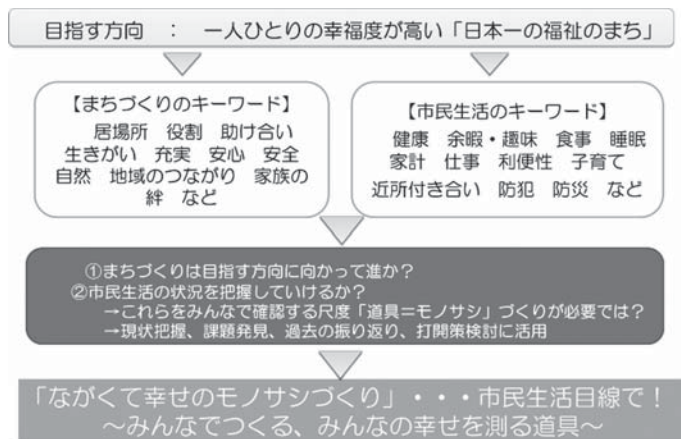 目指す方向　：　一人ひとりの幸福度が高い「日本一の福祉のまち」
【まちづくりのキーワード】
居場所　役割　助け合い
生きがい　充実　安心　安全
自然　地域のつながり　家族の
絆　など
【市民生活のキーワード】
健康　余暇・趣味　食事　睡眠
家計　仕事　利便性　子育て
近所付き合い　防犯　防災　など
①まちづくりは目指す方向に向かって進か？
②市民生活の状況を把握していけるか？
→これらをみんなで確認する尺度「道具＝モノサシ」づくりが必要では？
→現状把握、課題発見、過去の振り返り、打開策検討に活用
「ながくて幸せのモノサシづくり」・・・市民生活目線で！
～みんなでつくる、みんなの幸せを測る道具～